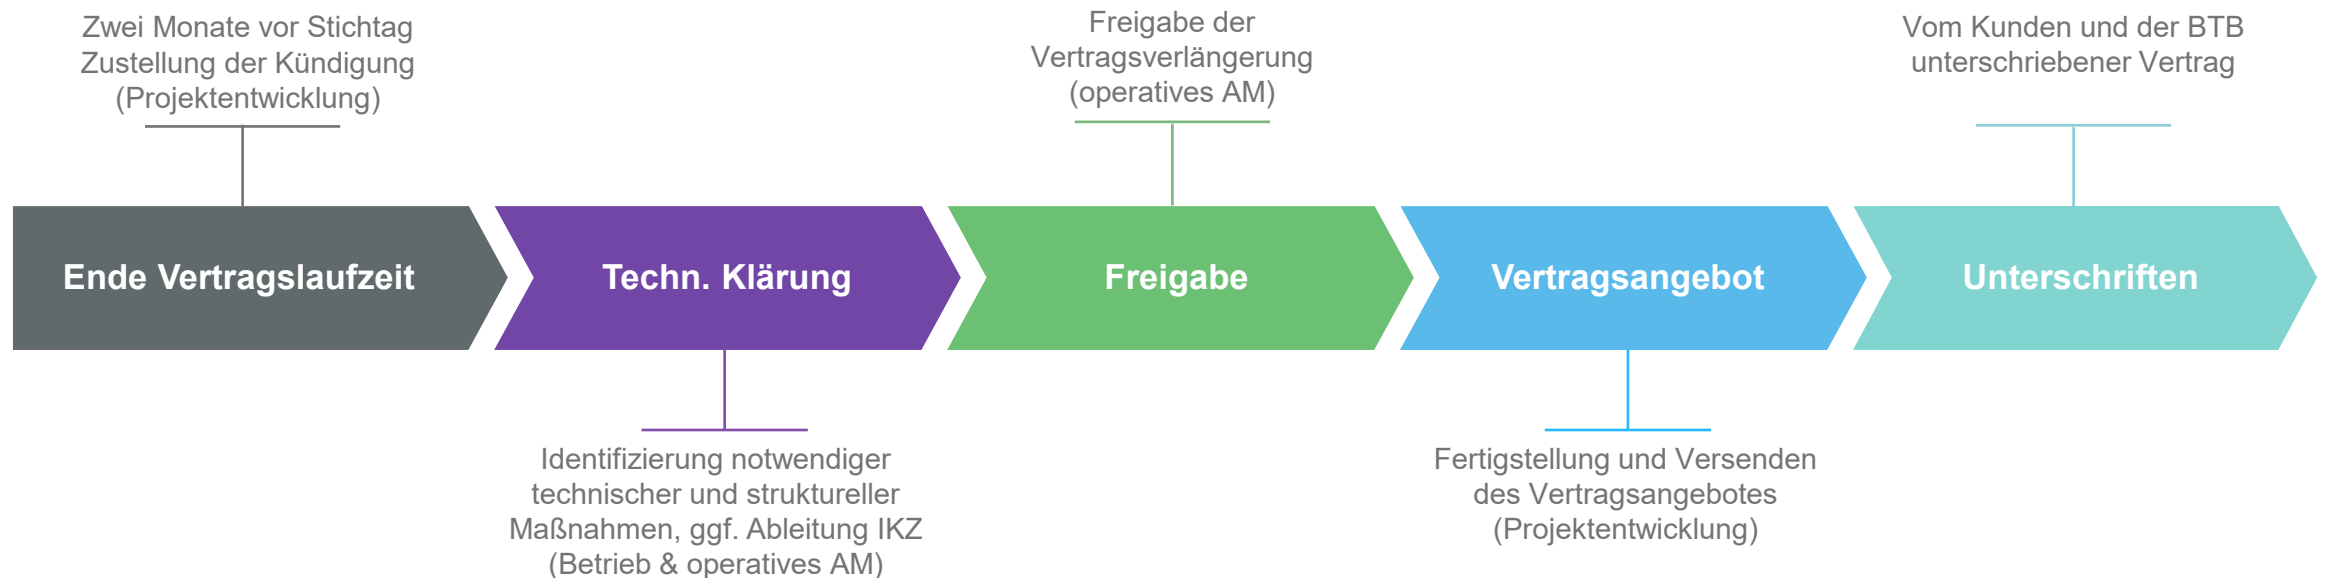 Zwei Monate vor Stichtag
Zustellung der Kündigung
(Projektentwicklung)
Freigabe der
Vertragsverlängerung
(operatives AM)
Vom Kunden und der BTB
unterschriebener Vertrag
Ende Vertragslaufzeit
Techn. Klärung
Freigabe
Vertragsangebot
Unterschriften
Identifizierung notwendiger
technischer und struktureller
Maßnahmen, ggf. Ableitung IKZ
(Betrieb & operatives AM)
Fertigstellung und Versenden
des Vertragsangebotes
(Projektentwicklung)